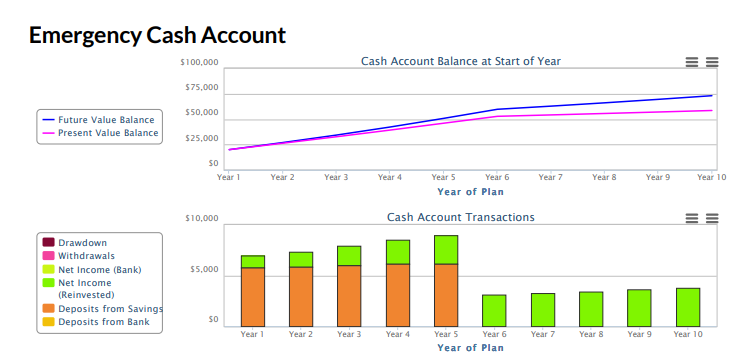 Emergency Cash Account
Cash Account Balance at Start of Year
$100,000
$75,000
$50,000
$25,000
$0
Future Value Balance
Present Value Balance
Year 1 Year 2 Year 3 Year 4 Year 5 Year 6 Year 7 Year 8 Year 9 Year 10
Year of Plan
Cash Account Transactions
$10,000
$5,000
$0
Drawdown
Withdrawals
Net Income (Bank)
Net Income
(Reinvested)
Deposits from Savings
Deposits from Bank
Year 1 Year 2 Year 3 Year 4 Year 5 Year 6 Year 7 Year 8 Year 9 Year 10
Year of Plan